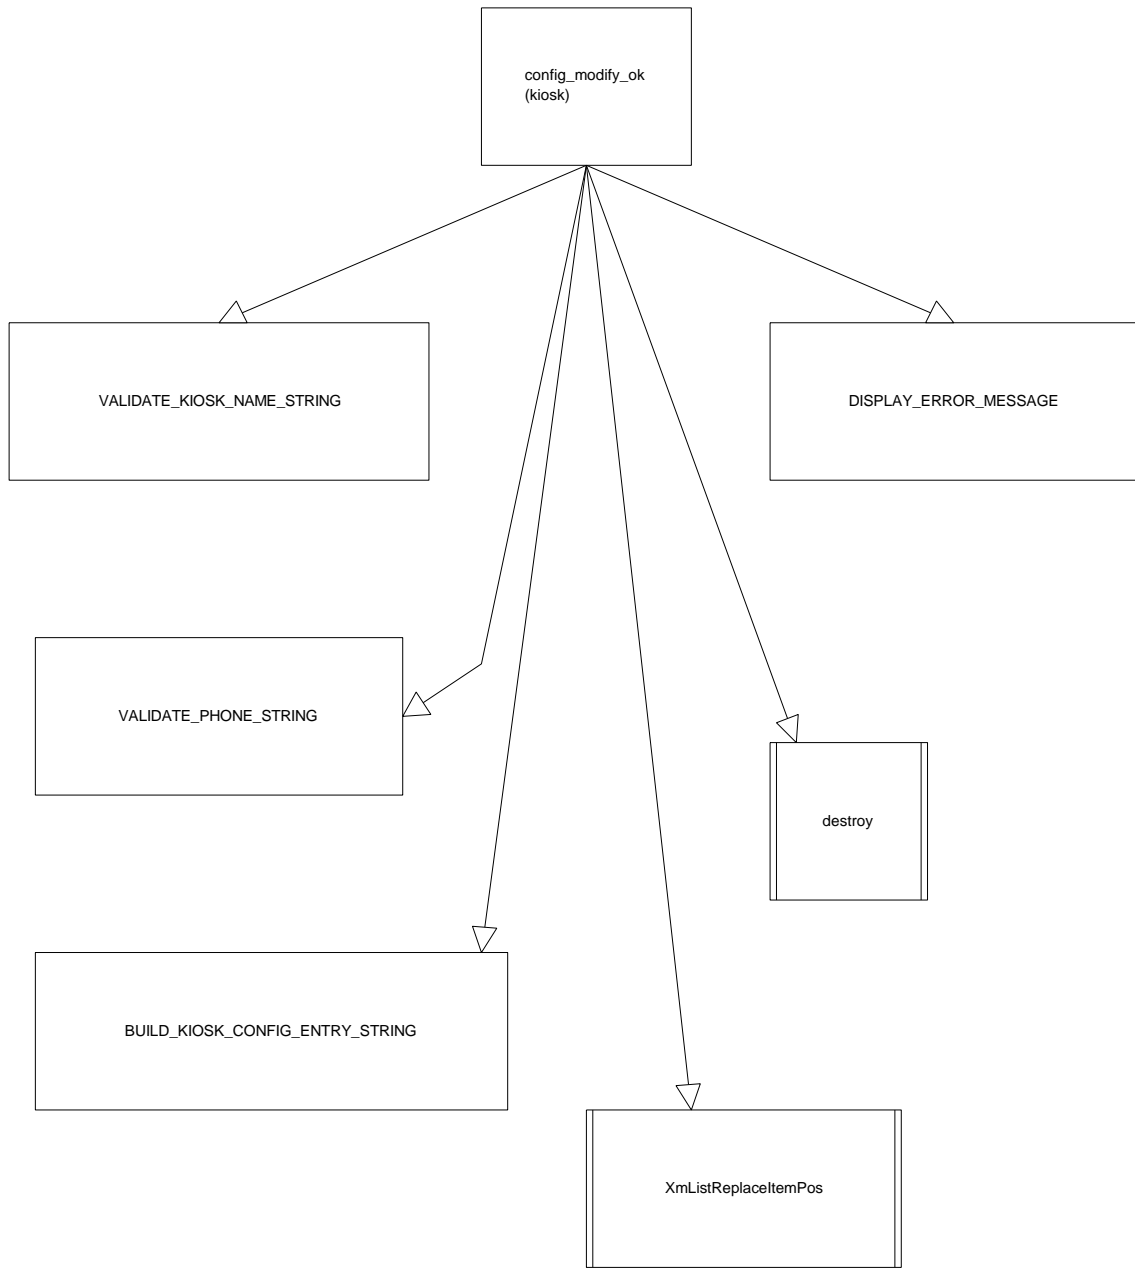 config_modify_ok
(kiosk)
VALIDATE_KIOSK_NAME_STRING
DISPLAY_ERROR_MESSAGE
VALIDATE_PHONE_STRING
destroy
BUILD_KIOSK_CONFIG_ENTRY_STRING
XmListReplaceItemPos